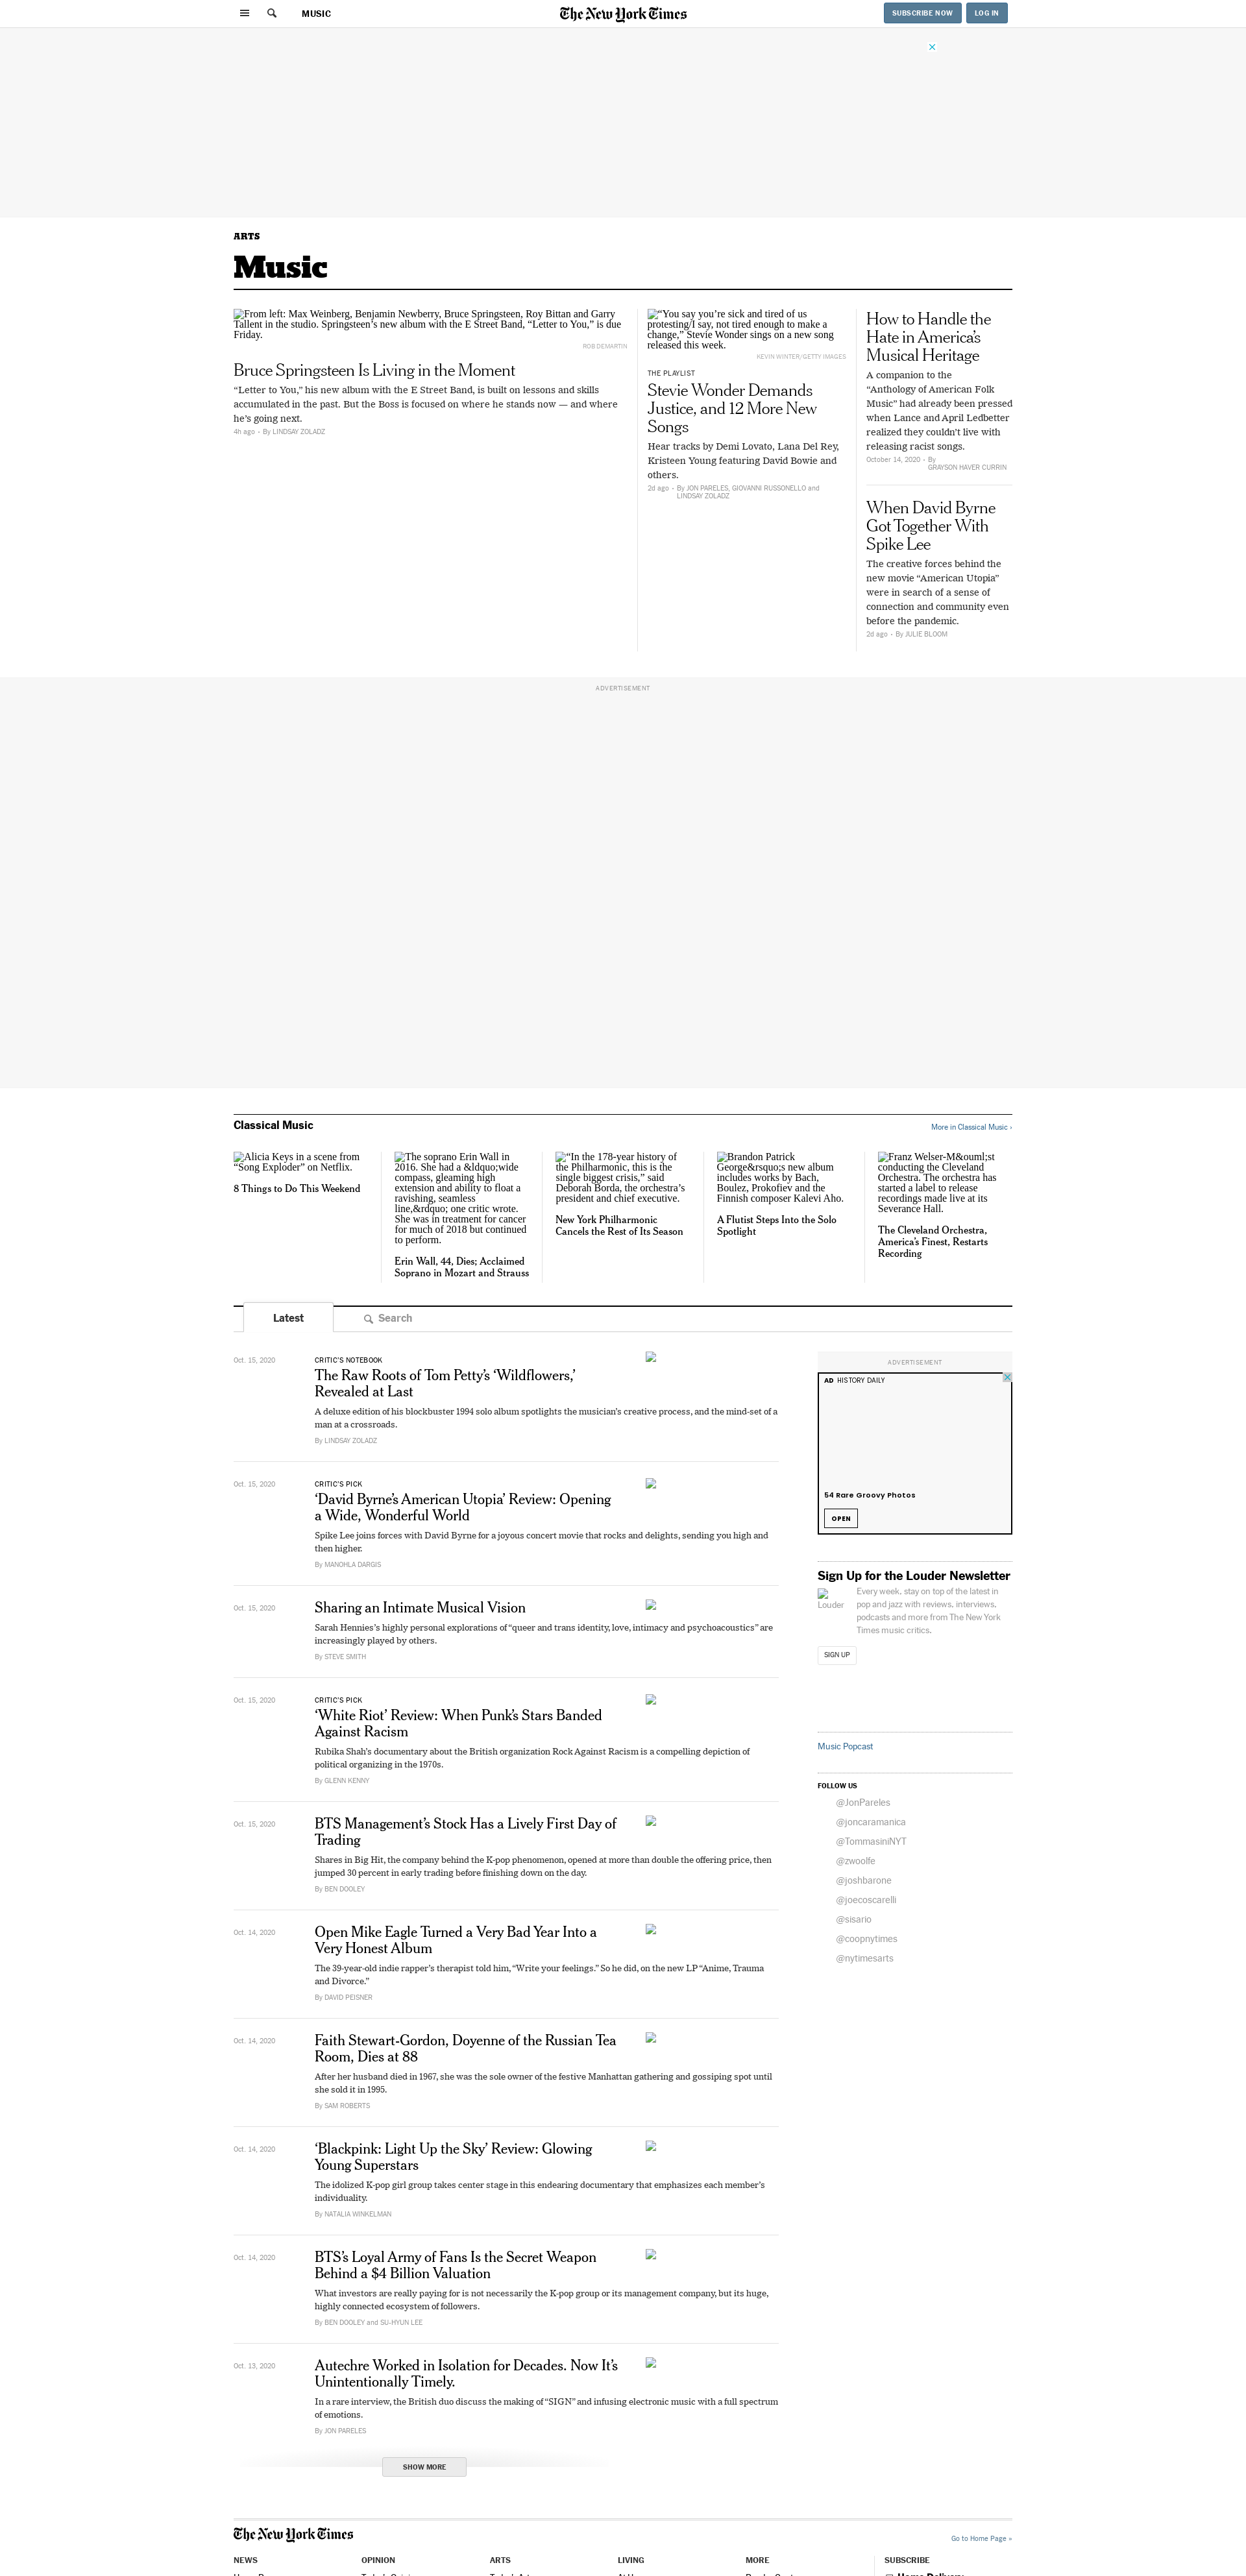 MUSIC
The New York Times
SUBSCRIBE NOW
LOG IN
ARTS
Music
From left: Max Weinberg, Benjamin Newberry, Bruce Springsteen, Roy Bittan and Garry
Tallent in the studio. Springsteen’s new album with the E Street Band, “Letter to You,” is due
Friday.
ROB DEMARTIN
Bruce Springsteen Is Living in the Moment
“Letter to You,” his new album with the E Street Band, is built on lessons and skills
accumulated in the past. But the Boss is focused on where he stands now — and where
he’s going next.
4h ago • By LINDSAY ZOLADZ
“You say you’re sick and tired of us
protesting/I say, not tired enough to make a
change,” Stevie Wonder sings on a new song
released this week.
KEVIN WINTER/GETTY IMAGES
THE PLAYLIST
Stevie Wonder Demands
Justice, and 12 More New
Songs
Hear tracks by Demi Lovato, Lana Del Rey,
Kristeen Young featuring David Bowie and
others.
2d ago • By JON PARELES, GIOVANNI RUSSONELLO and
LINDSAY ZOLADZ
How to Handle the
Hate in America’s
Musical Heritage
A companion to the
“Anthology of American Folk
Music” had already been pressed
when Lance and April Ledbetter
realized they couldn’t live with
releasing racist songs.
October 14, 2020 • By
GRAYSON HAVER CURRIN
When David Byrne
Got Together With
Spike Lee
The creative forces behind the
new movie “American Utopia”
were in search of a sense of
connection and community even
before the pandemic.
2d ago • By JULIE BLOOM
ADVERTISEMENT
Classical Music
More in Classical Music ›
Alicia Keys in a scene from
“Song Exploder” on Netflix.
8 Things to Do This Weekend
The soprano Erin Wall in
2016. She had a &ldquo;wide
compass, gleaming high
extension and ability to float a
ravishing, seamless
line,&rdquo; one critic wrote.
She was in treatment for cancer
for much of 2018 but continued
to perform.
Erin Wall, 44, Dies; Acclaimed
Soprano in Mozart and Strauss
“In the 178-year history of
the Philharmonic, this is the
single biggest crisis,” said
Deborah Borda, the orchestra’s
president and chief executive.
New York Philharmonic
Cancels the Rest of Its Season
Brandon Patrick
George&rsquo;s new album
includes works by Bach,
Boulez, Prokofiev and the
Finnish composer Kalevi Aho.
A Flutist Steps Into the Solo
Spotlight
Franz Welser-M&ouml;st
conducting the Cleveland
Orchestra. The orchestra has
started a label to release
recordings made live at its
Severance Hall.
The Cleveland Orchestra,
America’s Finest, Restarts
Recording
Latest
Search
Oct. 15, 2020
CRITIC’S NOTEBOOK
The Raw Roots of Tom Petty’s ‘Wildflowers,’
Revealed at Last
A deluxe edition of his blockbuster 1994 solo album spotlights the musician’s creative process, and the mind-set of a
man at a crossroads.
By LINDSAY ZOLADZ
Oct. 15, 2020
CRITIC’S PICK
‘David Byrne’s American Utopia’ Review: Opening
a Wide, Wonderful World
Spike Lee joins forces with David Byrne for a joyous concert movie that rocks and delights, sending you high and
then higher.
By MANOHLA DARGIS
Oct. 15, 2020
Sharing an Intimate Musical Vision
Sarah Hennies’s highly personal explorations of “queer and trans identity, love, intimacy and psychoacoustics” are
increasingly played by others.
By STEVE SMITH
Oct. 15, 2020
CRITIC’S PICK
‘White Riot’ Review: When Punk’s Stars Banded
Against Racism
Rubika Shah’s documentary about the British organization Rock Against Racism is a compelling depiction of
political organizing in the 1970s.
By GLENN KENNY
Oct. 15, 2020
BTS Management’s Stock Has a Lively First Day of
Trading
Shares in Big Hit, the company behind the K-pop phenomenon, opened at more than double the offering price, then
jumped 30 percent in early trading before finishing down on the day.
By BEN DOOLEY
Oct. 14, 2020
Open Mike Eagle Turned a Very Bad Year Into a
Very Honest Album
The 39-year-old indie rapper’s therapist told him, “Write your feelings.” So he did, on the new LP “Anime, Trauma
and Divorce.”
By DAVID PEISNER
Oct. 14, 2020
Faith Stewart-Gordon, Doyenne of the Russian Tea
Room, Dies at 88
After her husband died in 1967, she was the sole owner of the festive Manhattan gathering and gossiping spot until
she sold it in 1995.
By SAM ROBERTS
Oct. 14, 2020
‘Blackpink: Light Up the Sky’ Review: Glowing
Young Superstars
The idolized K-pop girl group takes center stage in this endearing documentary that emphasizes each member’s
individuality.
By NATALIA WINKELMAN
Oct. 14, 2020
BTS’s Loyal Army of Fans Is the Secret Weapon
Behind a $4 Billion Valuation
What investors are really paying for is not necessarily the K-pop group or its management company, but its huge,
highly connected ecosystem of followers.
By BEN DOOLEY and SU-HYUN LEE
Oct. 13, 2020
Autechre Worked in Isolation for Decades. Now It’s
Unintentionally Timely.
In a rare interview, the British duo discuss the making of “SIGN” and infusing electronic music with a full spectrum
of emotions.
By JON PARELES
SHOW MORE
ADVERTISEMENT
AD HISTORY DAILY
54 Rare Groovy Photos
OPEN
Sign Up for the Louder Newsletter
Louder
Every week, stay on top of the latest in
pop and jazz with reviews, interviews,
podcasts and more from The New York
Times music critics.
SIGN UP
Music Popcast
FOLLOW US
@JonPareles
@joncaramanica
@TommasiniNYT
@zwoolfe
@joshbarone
@joecoscarelli
@sisario
@coopnytimes
@nytimesarts
The New York Times
Go to Home Page »
NEWS
OPINION
ARTS
LIVING
MORE
SUBSCRIBE